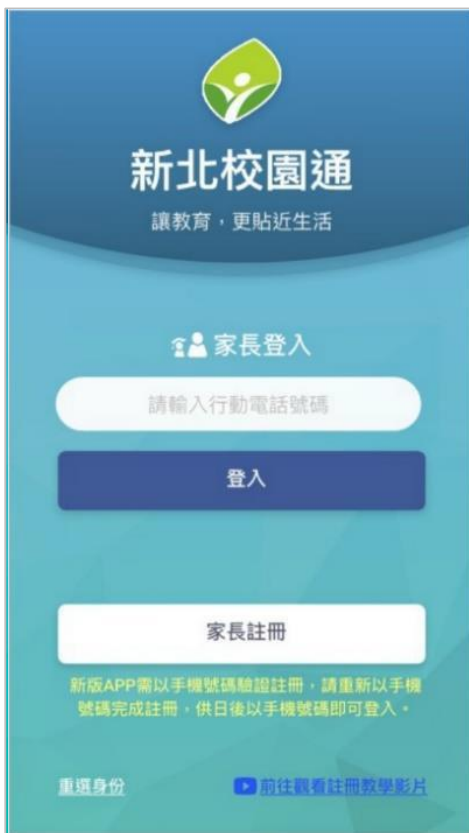 新北校園通
讓教育，更貼近生活
家長登入
請輸入行動電話號碼
登入
家長註冊
新版APP需以手機號碼驗證註冊，請重新以手機
號碼完成註冊，供日後以手機號碼即可登入。
重選身份
前往觀看註冊教學影片